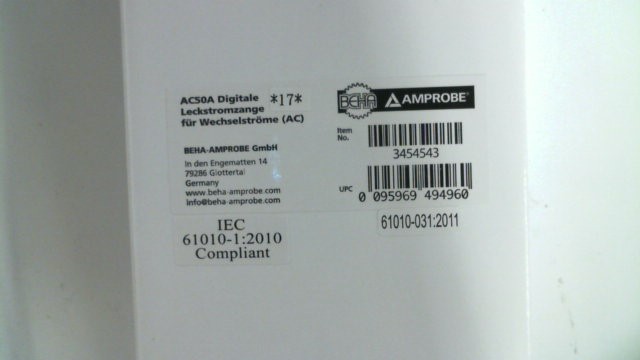 AC50A Digitale *17*
Leckstromzange
für Wechselströme (AC)
BEHA-AMPROBE GmbH
In den Engematten 14
79286 Glottertal
Germany
www.beha-amprobe.com
info@beha-amprobe.com
BEHA AMPROBE®
Item
No.
3454543
UPC
0 095969 494960
IEC
61010-1:2010
Compliant
61010-031:2011